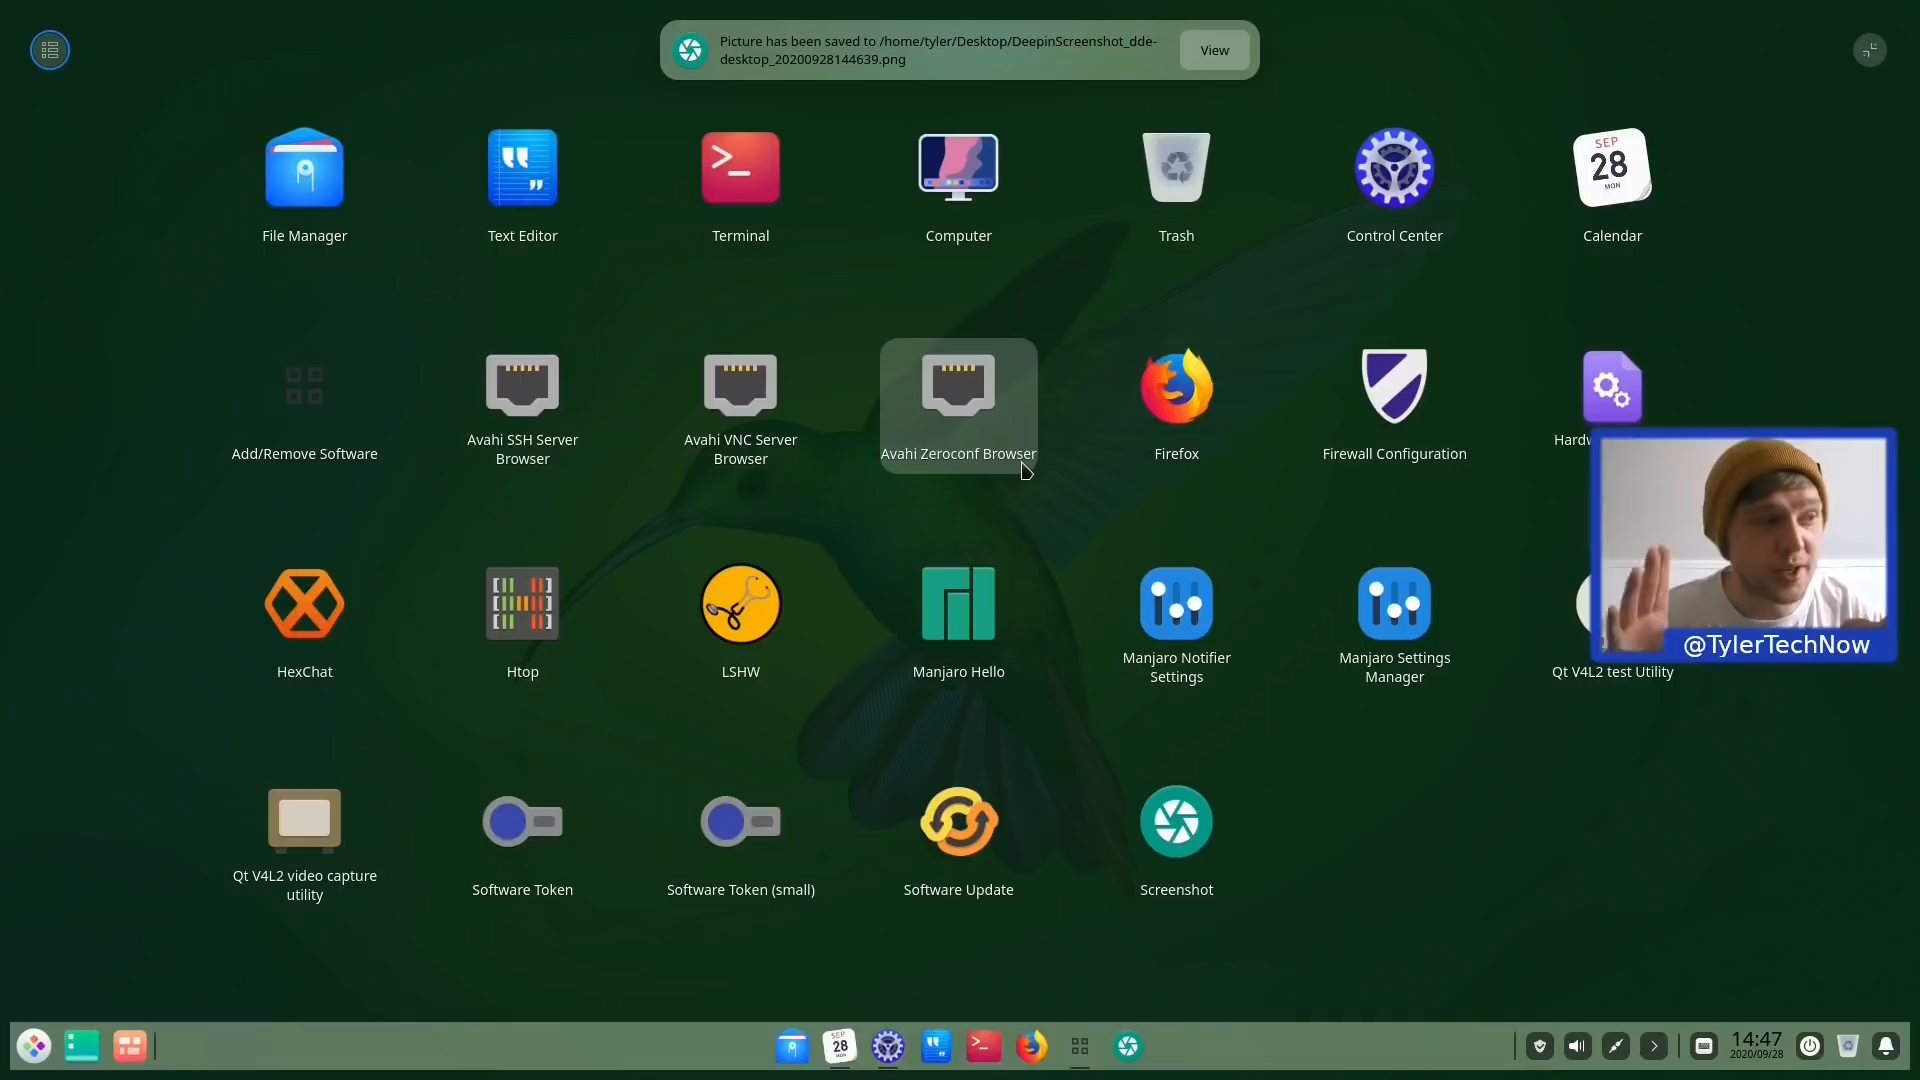 Picture has been saved to /home/tyler/Desktop/DeepinScreenshot_dde-
desktop_20200928144639.png
View
File Manager
Text Editor
Terminal
Computer
Trash
Control Center
SEP
28
MON
Calendar
Add/Remove Software
Avahi SSH Server
Browser
Avahi VNC Server
Browser
Avahi Zeroconf Browser
Firefox
Firewall Configuration
HexChat
Htop
LSHW
Manjaro Hello
Manjaro Notifier
Settings
Manjaro Settings
Manager
Qt V4L2 test Utility
@TylerTechNow
Qt V4L2 video capture
utility
Software Token
Software Token (small)
Software Update
Screenshot
SEP
28
14:47
2020/09/28